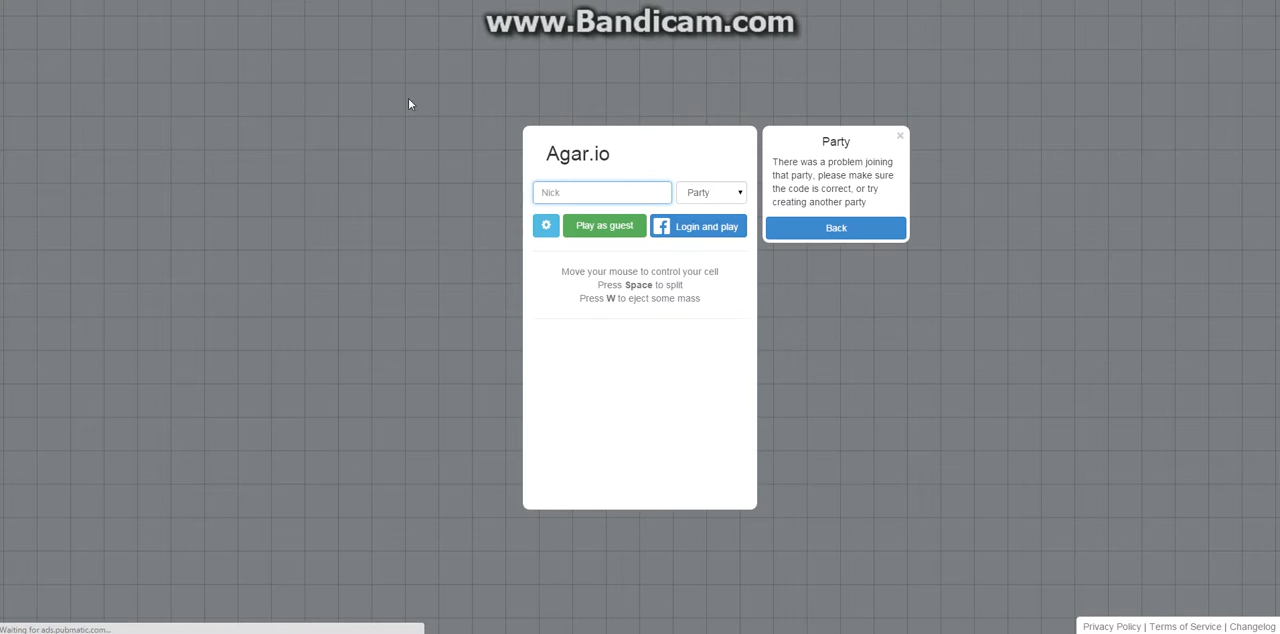 www.Bandicam.com
Agar.io
Nick
Party
Play as guest
Login and play
Move your mouse to control your cell
Press Space to split
Press W to eject some mass
Party
×
There was a problem joining
that party, please make sure
the code is correct, or try
creating another party
Back
Waiting for ads.pubmatic.com...
Privacy Policy | Terms of Service | Changelog